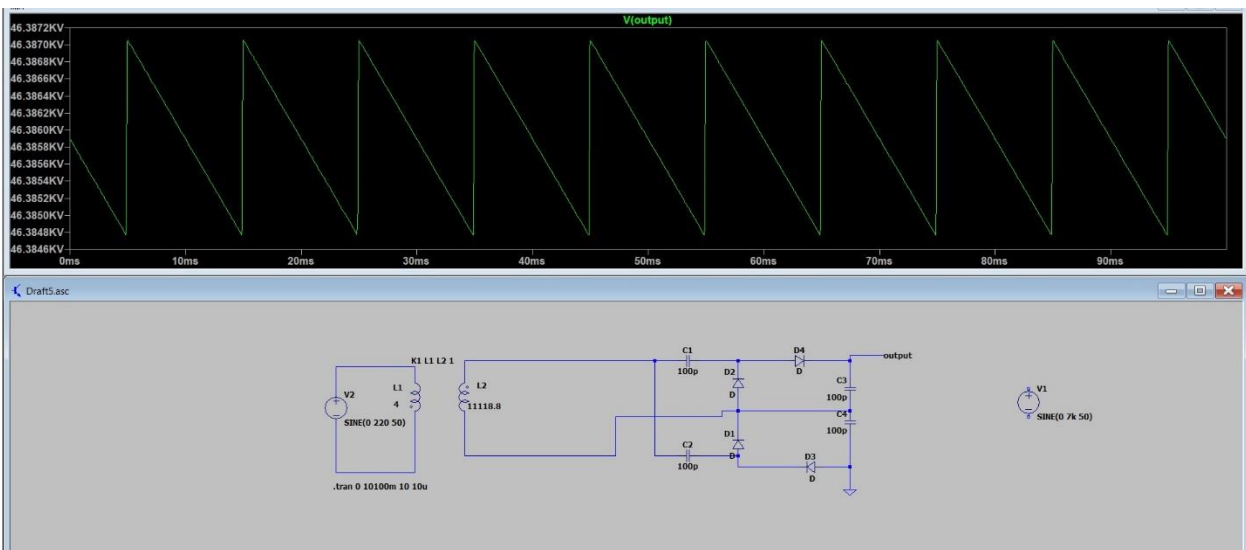 V(output)
46.3872KV
46.3870KV
46.3868KV
46.3866KV
46.3864KV
46.3862KV
46.3860KV
46.3858KV
46.3856KV
46.3854KV
46.3852KV
46.3850KV
46.3848KV
46.3846KV
0ms 10ms 20ms 30ms 40ms 50ms 60ms 70ms 80ms 90ms
Draft5.asc
K1 L1 L2 1
V2
SINE(0 220 50)
L1
4
L2
11118.8
C1
100p
D2
D
D4
D
output
C3
100p
C4
100p
D1
D
C2
100p
D3
D
V1
SINE(0 7k 50)
.tran 0 10100m 10 10u